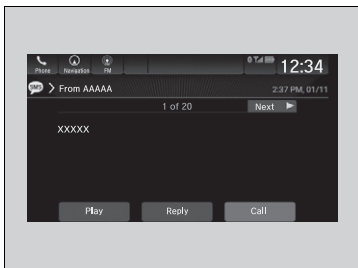 Phone Navigation FM 12:34
SMS From AAAAA 2:37 PM, 01/11
1 of 20 Next
XXXXX
Play Reply Call